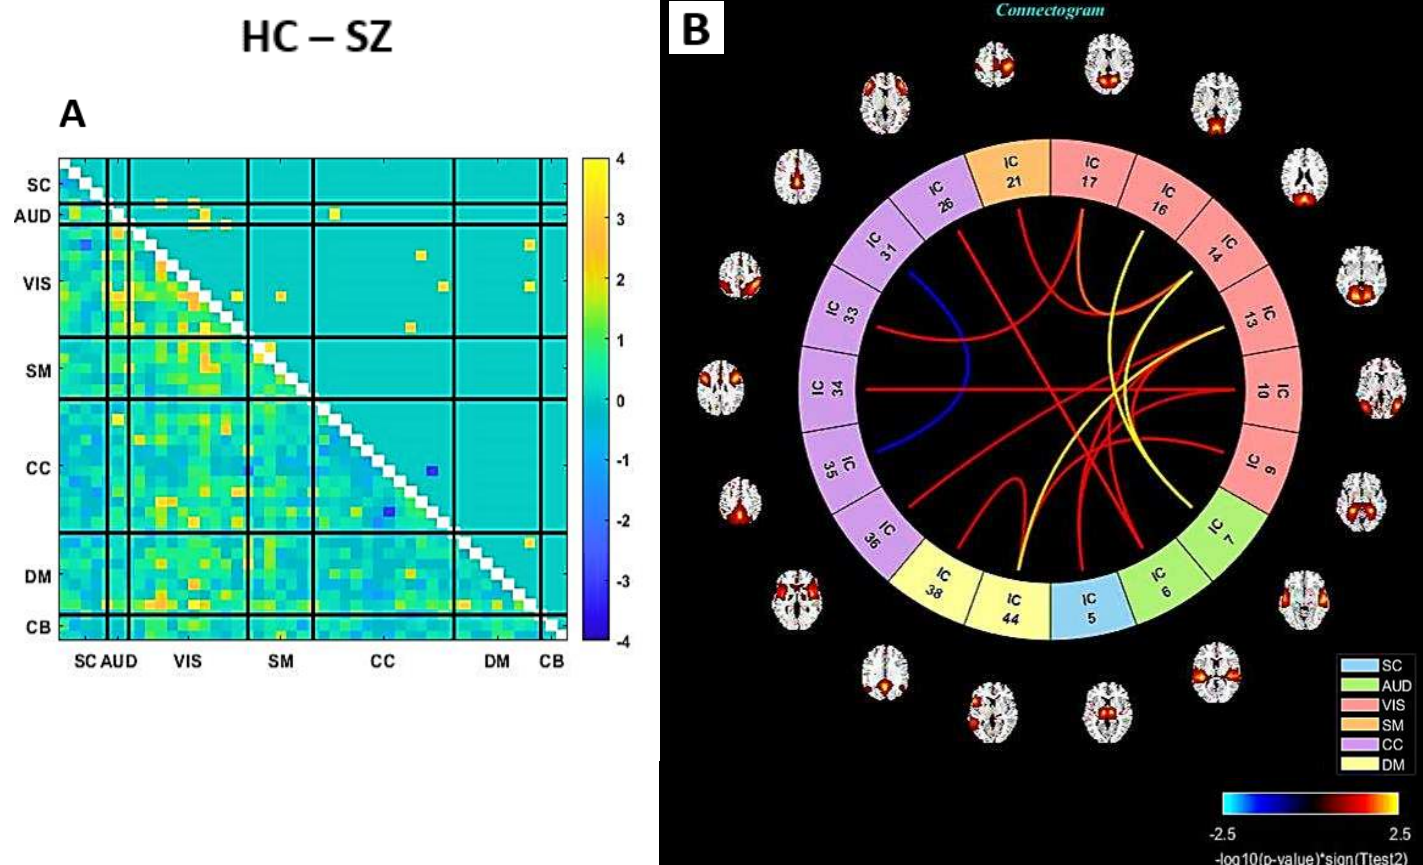 HC – SZ
A
SC
AUD
VIS
SM
CC
DM
CB
SC AUD VIS SM CC DM CB
4
3
2
1
0
-1
-2
-3
-4
B
Connectogram
IC
21
IC
17
IC
16
IC
14
IC
13
IC
10
IC
9
IC
7
IC
6
IC
5
IC
44
IC
38
IC
36
IC
35
IC
34
IC
33
IC
31
IC
26
SC
AUD
VIS
SM
CC
DM
-2.5 2.5
-log10(p-value)*sign(Ttest2)